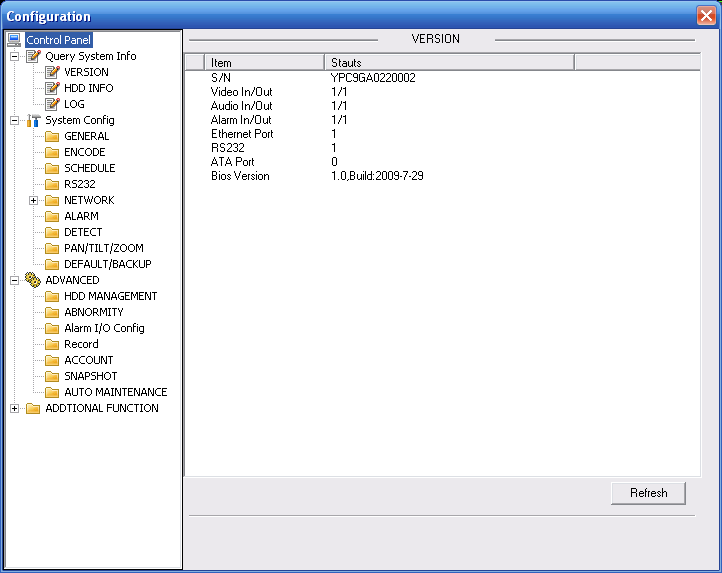 Configuration
Control Panel
Query System Info
VERSION
HDD INFO
LOG
System Config
GENERAL
ENCODE
SCHEDULE
RS232
NETWORK
ALARM
DETECT
PAN/TILT/ZOOM
DEFAULT/BACKUP
ADVANCED
HDD MANAGEMENT
ABNORMITY
Alarm I/O Config
Record
ACCOUNT
SNAPSHOT
AUTO MAINTENANCE
ADDTIONAL FUNCTION
VERSION
Item Stauts
S/N YPC9GA0220002
Video In/Out 1/1
Audio In/Out 1/1
Alarm In/Out 1/1
Ethernet Port 1
RS232 1
ATA Port 0
Bios Version 1.0,Build:2009-7-29
Refresh